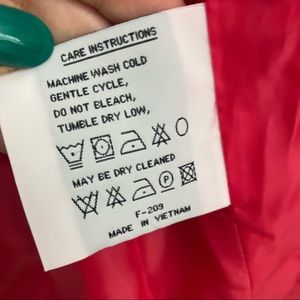 CARE INSTRUCTIONS
MACHINE WASH COLD
GENTLE CYCLE,
DO NOT BLEACH,
TUMBLE DRY LOW,
MAY BE DRY CLEANED
F-209
MADE IN VIETNAM